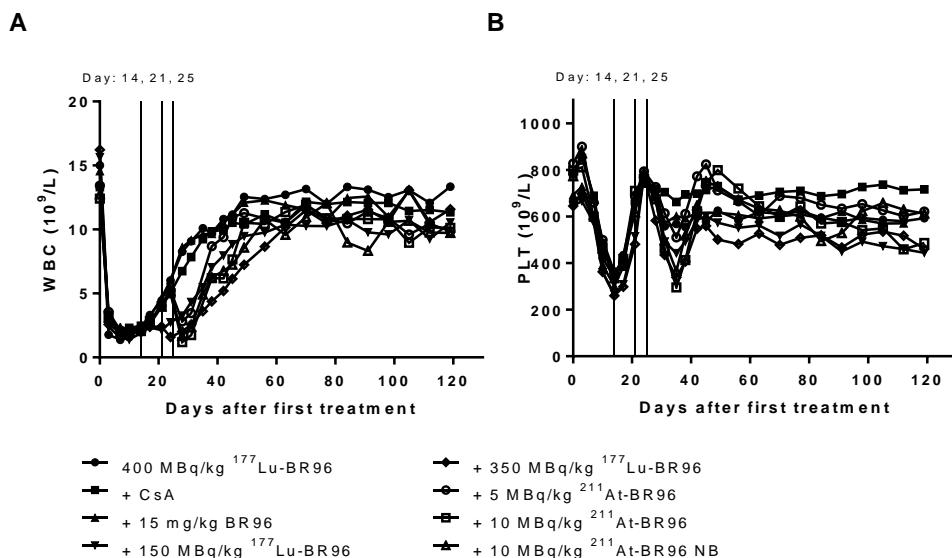 A
B
Day: 14, 21, 25
Day: 14, 21, 25
20
15
10
5
0
WBC (10⁹/L)
0 20 40 60 80 100 120
Days after first treatment
1000
800
600
400
200
0
PLT (10⁹/L)
0 20 40 60 80 100 120
Days after first treatment
400 MBq/kg ¹⁷⁷Lu-BR96
+ CsA
+ 15 mg/kg BR96
+ 150 MBq/kg ¹⁷⁷Lu-BR96
+ 350 MBq/kg ¹⁷⁷Lu-BR96
+ 5 MBq/kg ²¹¹At-BR96
+ 10 MBq/kg ²¹¹At-BR96
+ 10 MBq/kg ²¹¹At-BR96 NB